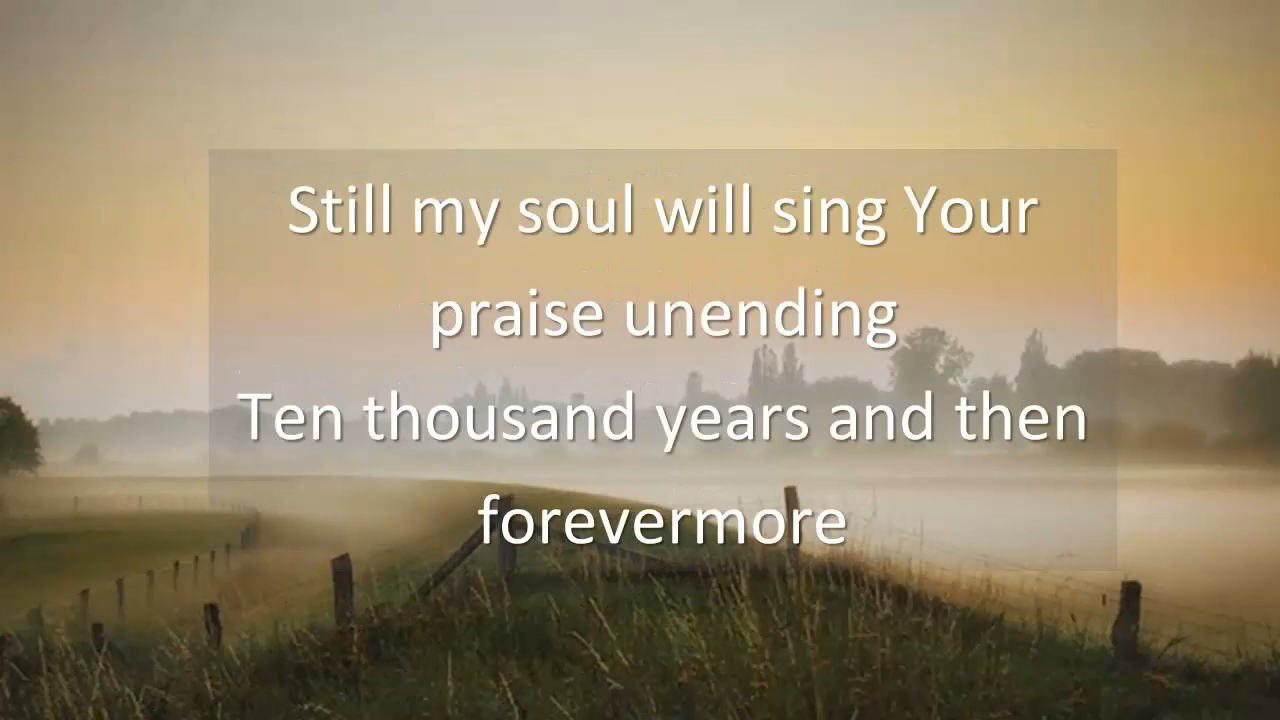 Still my soul will sing Your
praise unending
Ten thousand years and then
forevermore